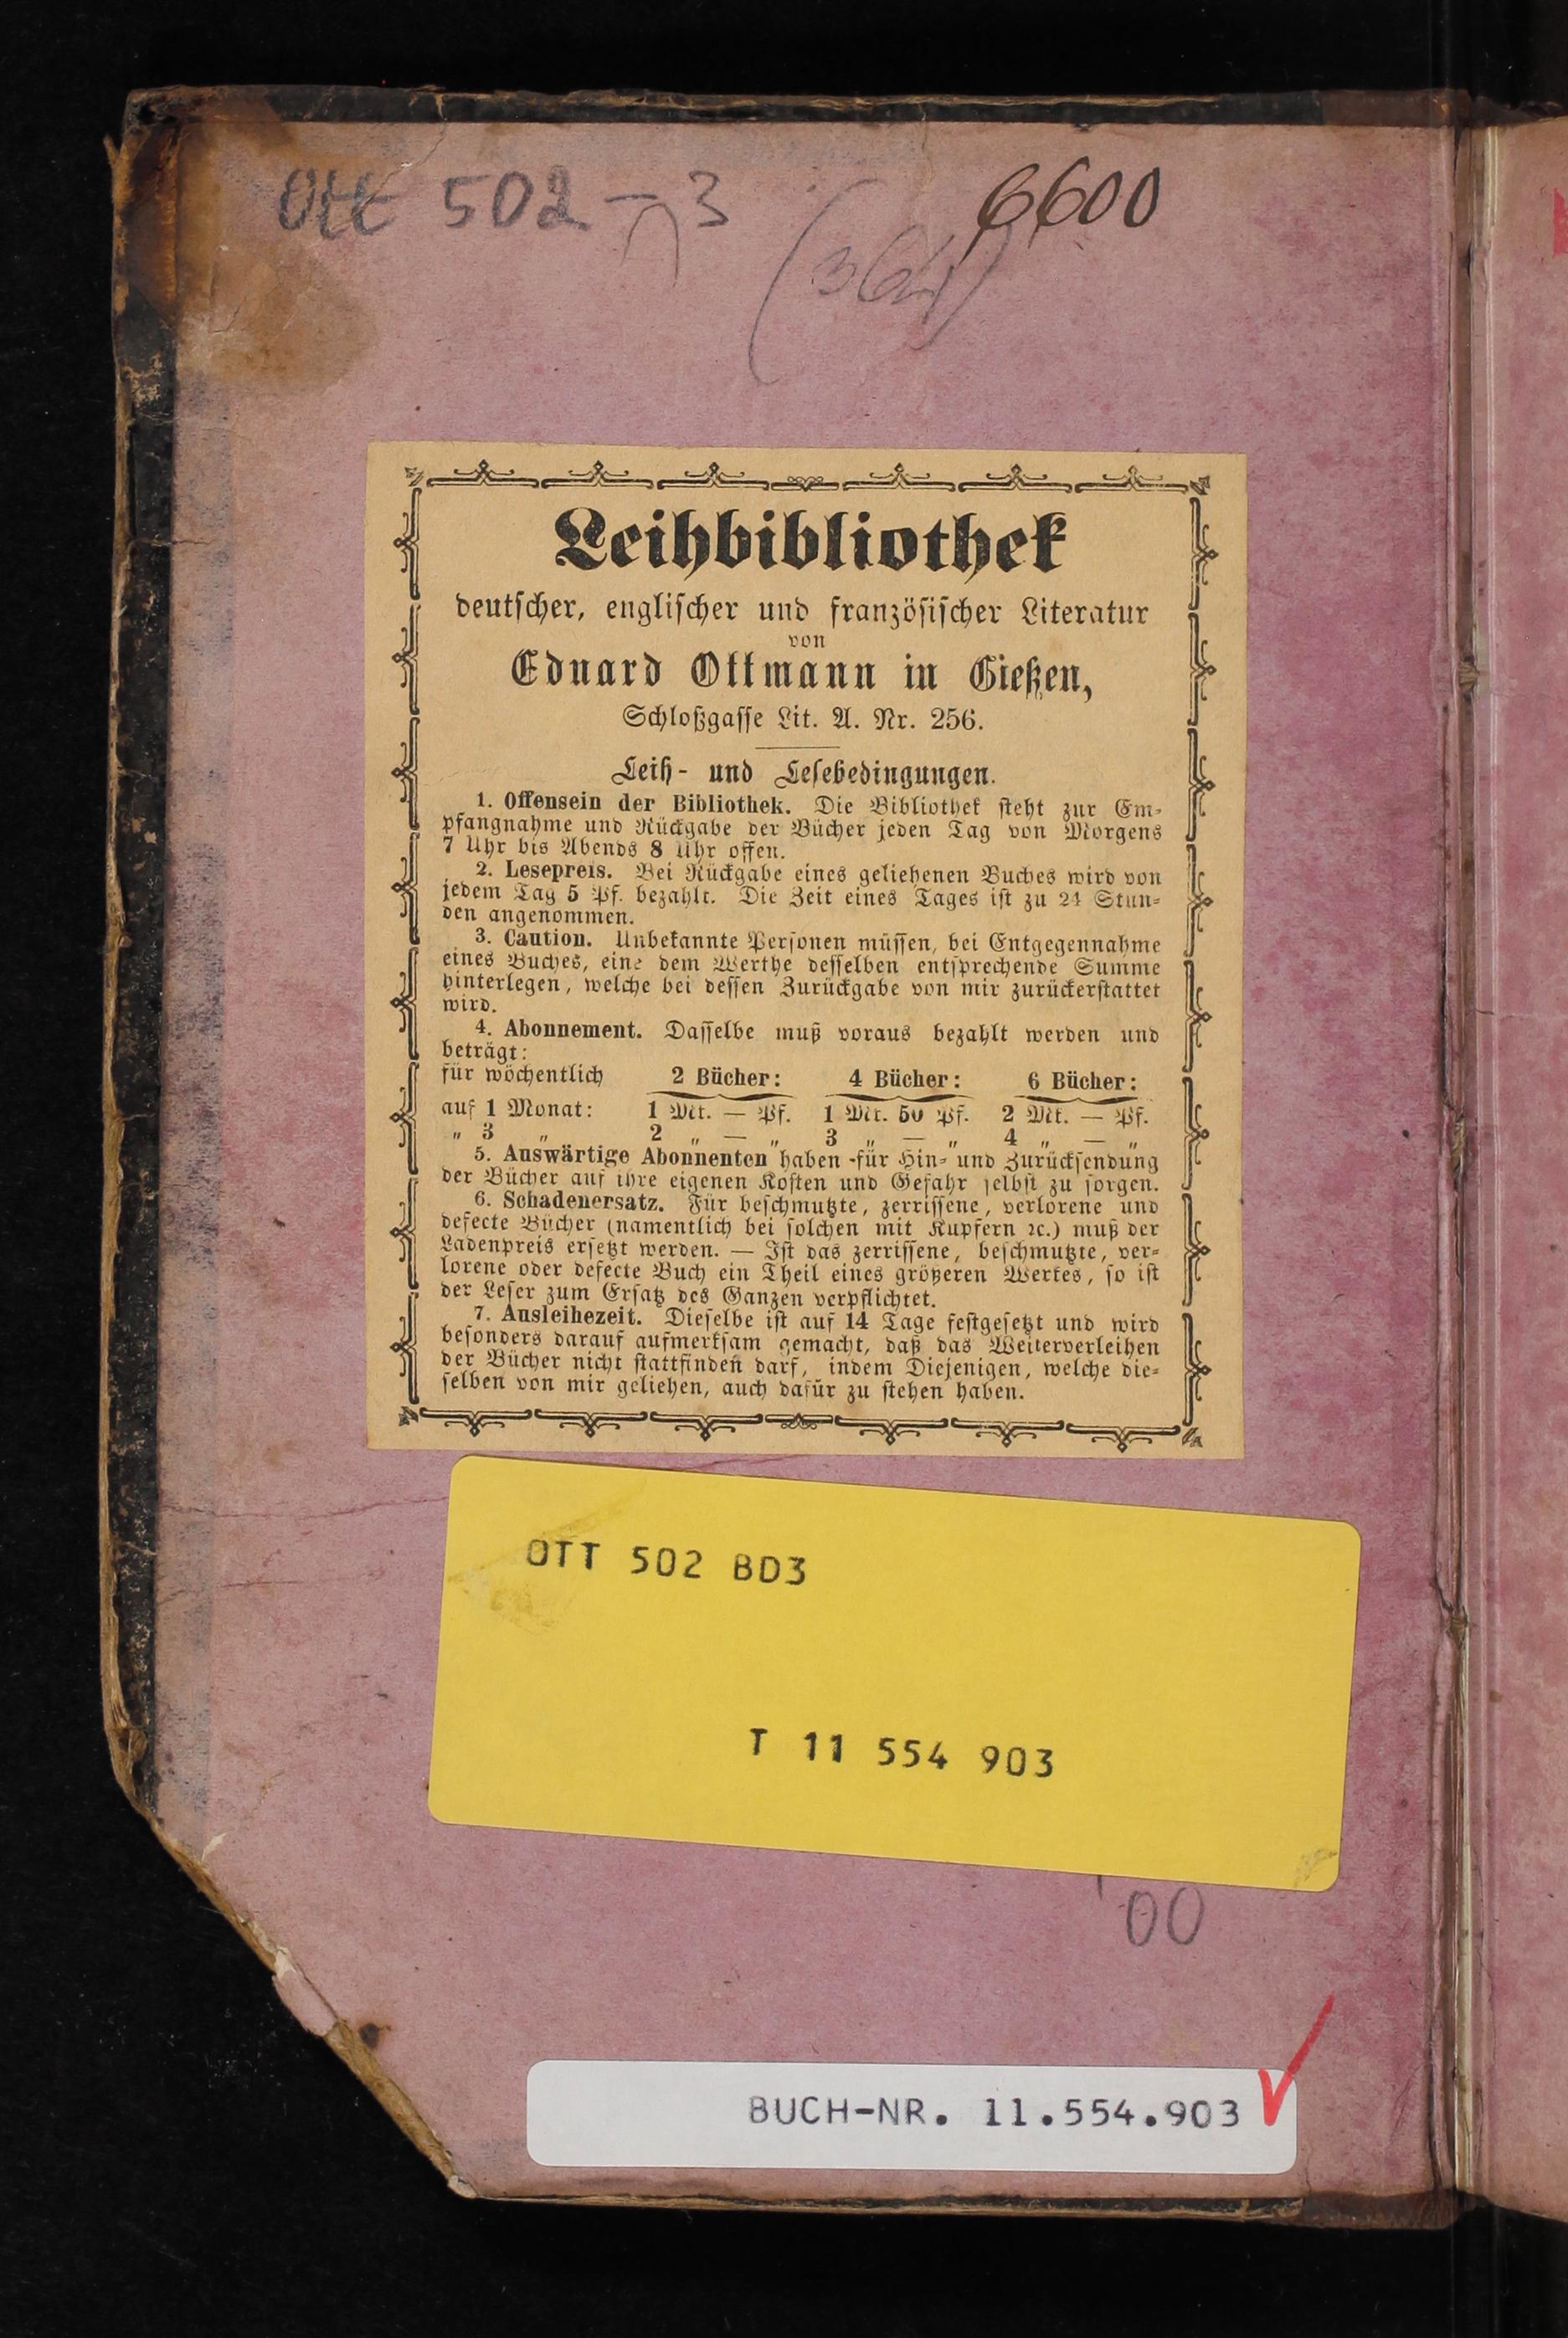 Ott 502 - 3
6600
Leihbibliothek
deutscher, englischer und französischer Literatur
von
Eduard Ottmann in Gießen,
Schloßgasse Lit. A. Nr. 256.
Leih- und Lesebedingungen.
1. Offensein der Bibliothek. Die Bibliothek steht zur Em-
pfangnahme und Rückgabe der Bücher jeden Tag von Morgens
7 Uhr bis Abends 8 Uhr offen.
2. Lesepreis. Bei Rückgabe eines geliehenen Buches wird von
jedem Tag 5 Pf. bezahlt. Die Zeit eines Tages ist zu 24 Stun-
den angenommen.
3. Caution. Unbekannte Personen müssen, bei Entgegennahme
eines Buches, eine dem Werthe desselben entsprechende Summe
hinterlegen, welche bei dessen Zurückgabe von mir zurückerstattet
wird.
4. Abonnement. Dasselbe muß voraus bezahlt werden und
beträgt:
für wöchentlich 2 Bücher: 4 Bücher: 6 Bücher:
auf 1 Monat: 1 Mk. — Pf. 1 Mk. 50 Pf. 2 Mk. — Pf.
„ 3 „ 2 „ — „ 3 „ — „ 4 „ — „
5. Auswärtige Abonnenten haben für Hin- und Zurücksendung
der Bücher auf ihre eigenen Kosten und Gefahr selbst zu sorgen.
6. Schadenersatz. Für beschmutzte, zerrissene, verlorene und
defecte Bücher (namentlich bei solchen mit Kupfern ꝛc.) muß der
Ladenpreis ersetzt werden. — Ist das zerrissene, beschmutzte, ver-
lorene oder defecte Buch ein Theil eines größeren Werkes, so ist
der Leser zum Ersatz des Ganzen verpflichtet.
7. Ausleihezeit. Dieselbe ist auf 14 Tage festgesetzt und wird
besonders darauf aufmerksam gemacht, daß das Weiterverleihen
der Bücher nicht stattfinden darf, indem Diejenigen, welche die-
selben von mir geliehen, auch dafür zu stehen haben.
OTT 502 BD3
T 11 554 903
00
BUCH-NR. 11.554.903